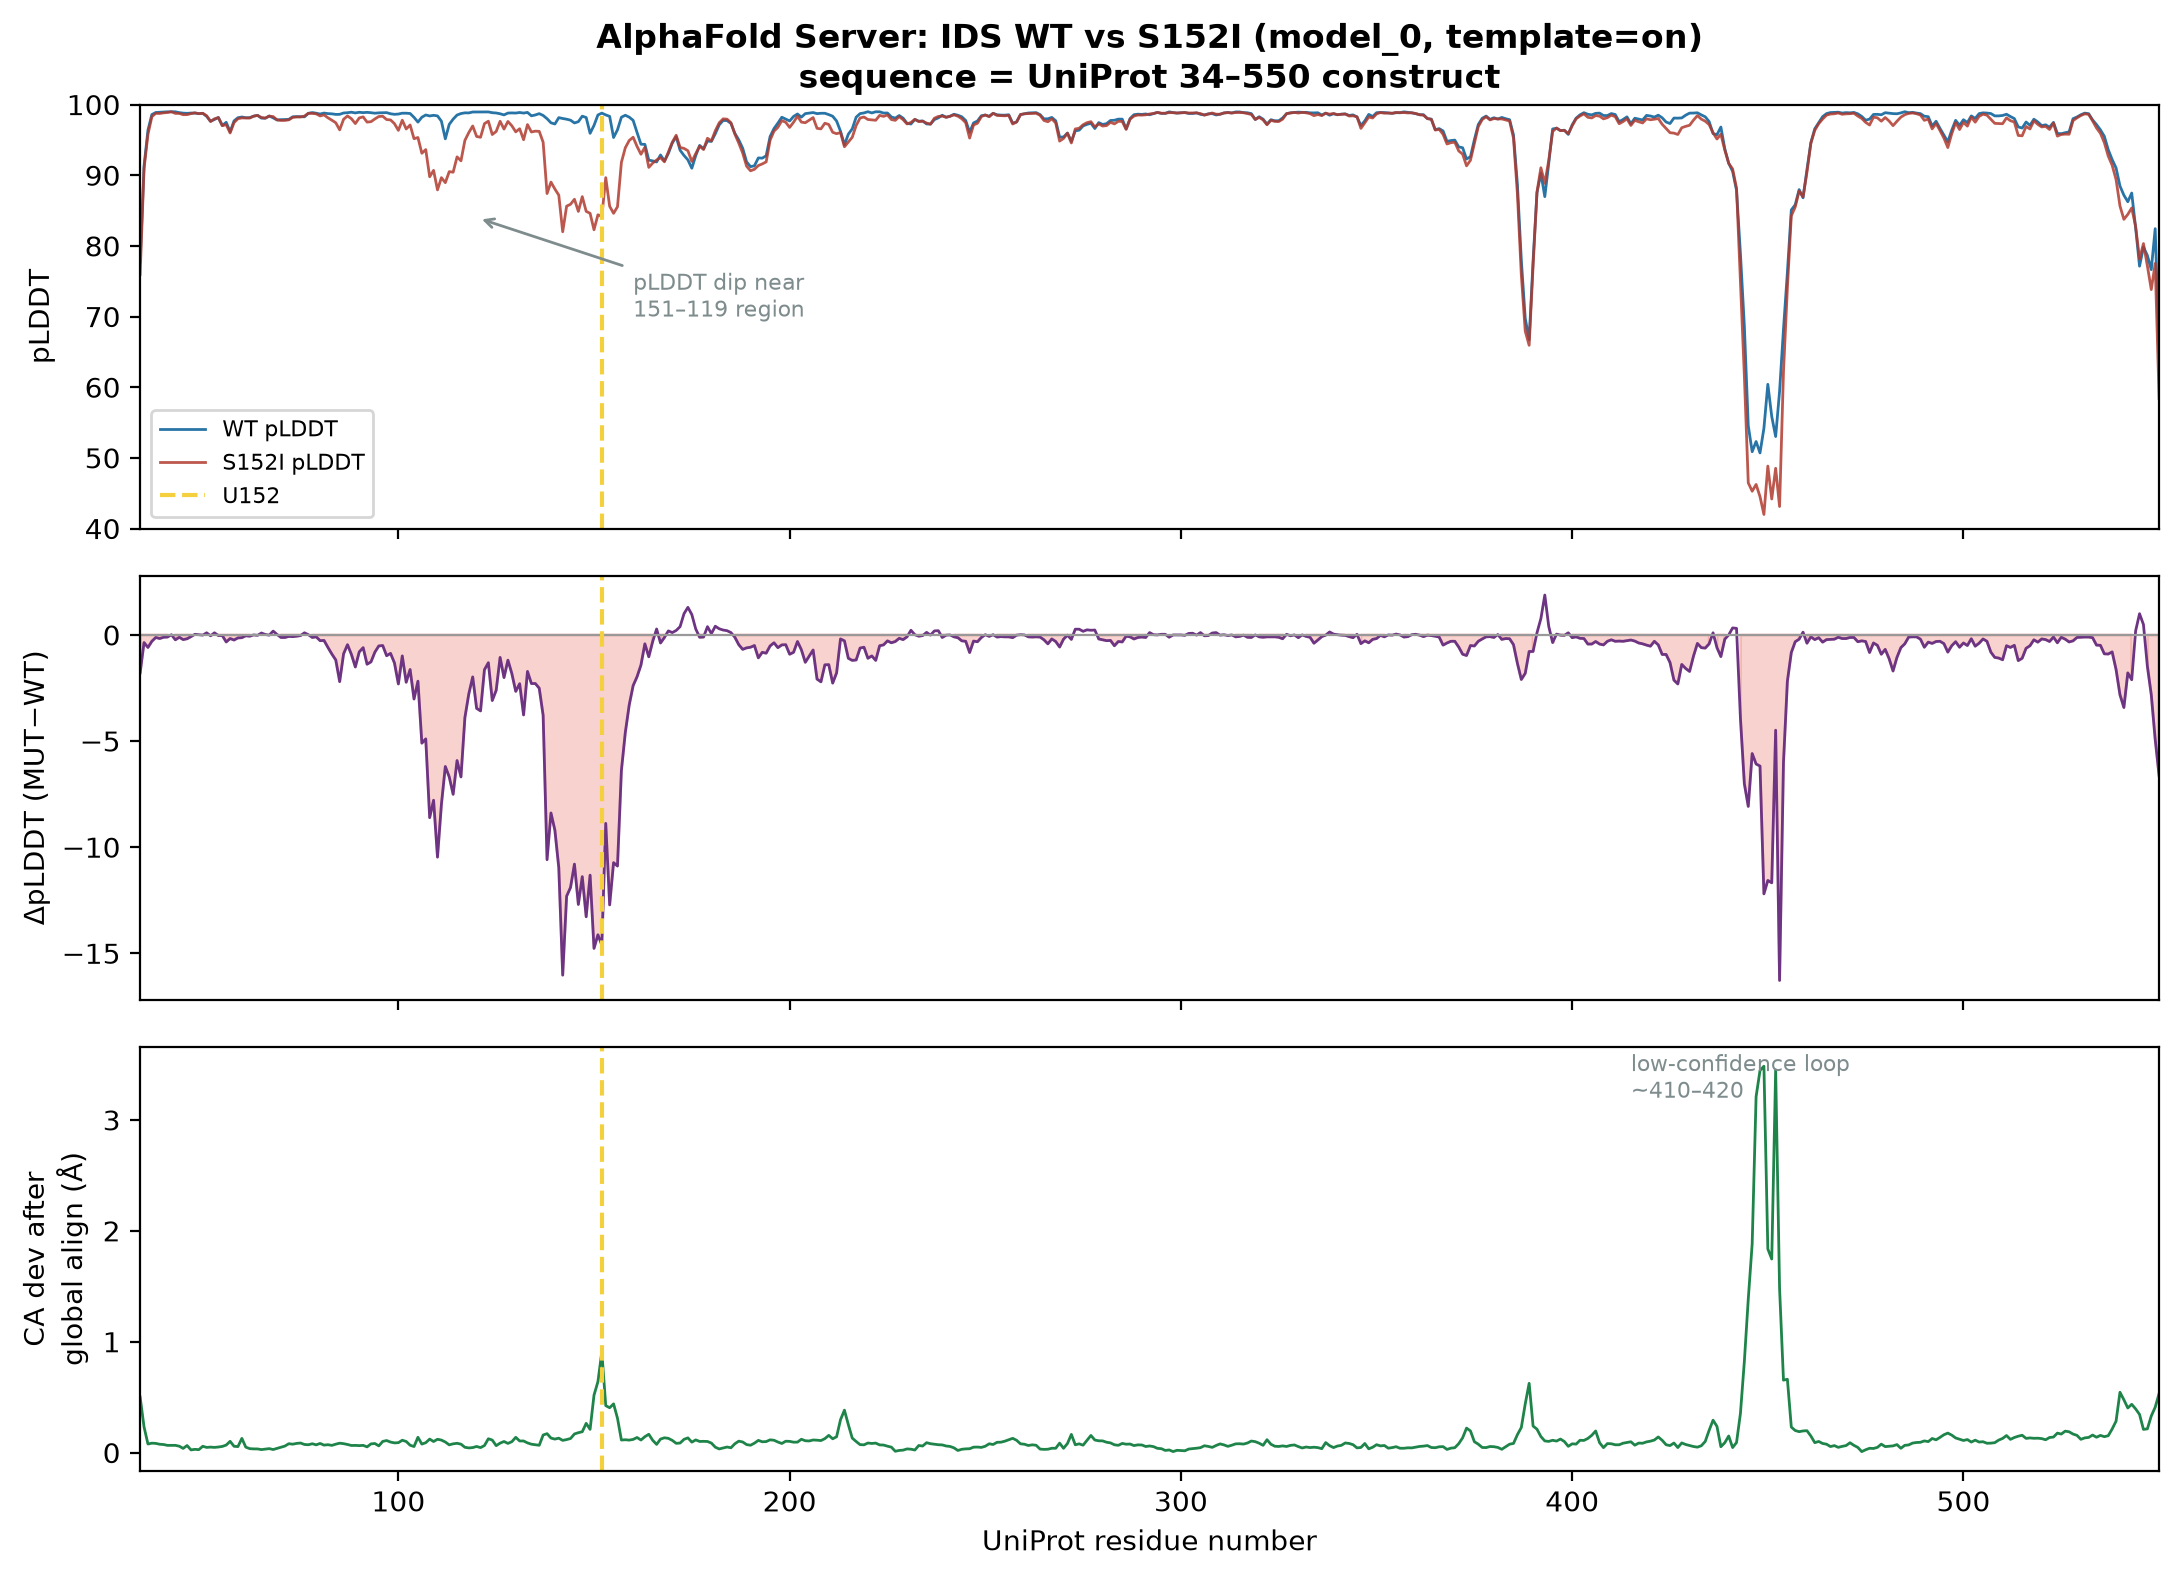 AlphaFold Server: IDS WT vs S152I (model_0, template=on)
sequence = UniProt 34–550 construct
100
90
80
70
60
50
40
pLDDT
pLDDT dip near
151–119 region
WT pLDDT
S152I pLDDT
U152
0
−5
−10
−15
ΔpLDDT (MUT−WT)
low-confidence loop
~410–420
3
2
1
0
CA dev after
global align (Å)
100
200
300
400
500
UniProt residue number